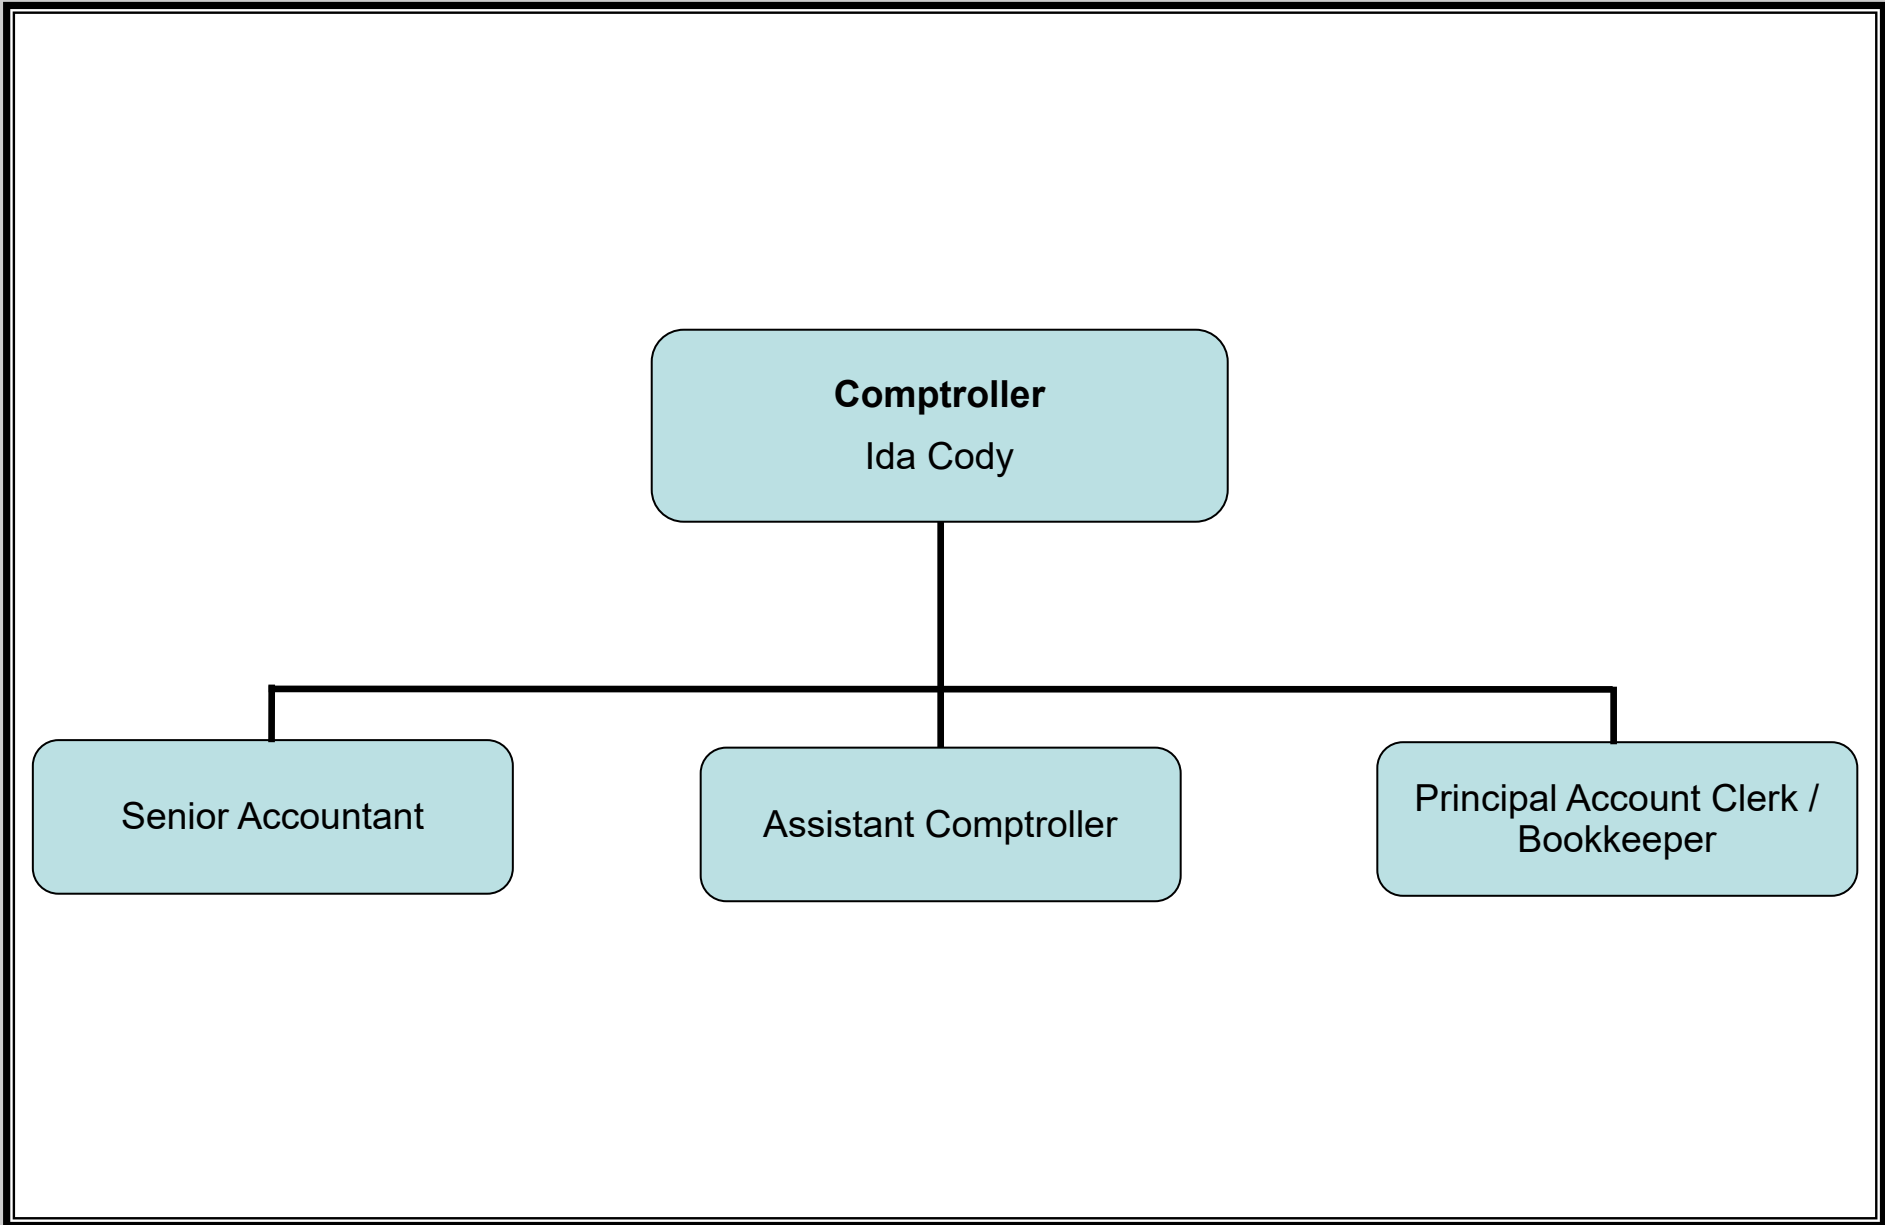 Comptroller
Ida Cody
Senior Accountant
Assistant Comptroller
Principal Account Clerk /
Bookkeeper